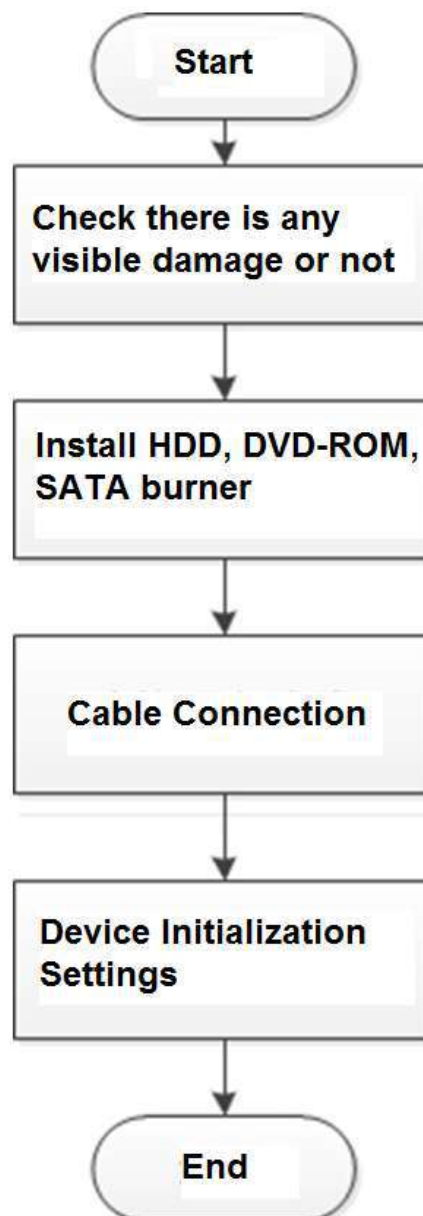 Start
Check there is any
visible damage or not
Install HDD, DVD-ROM,
SATA burner
Cable Connection
Device Initialization
Settings
End